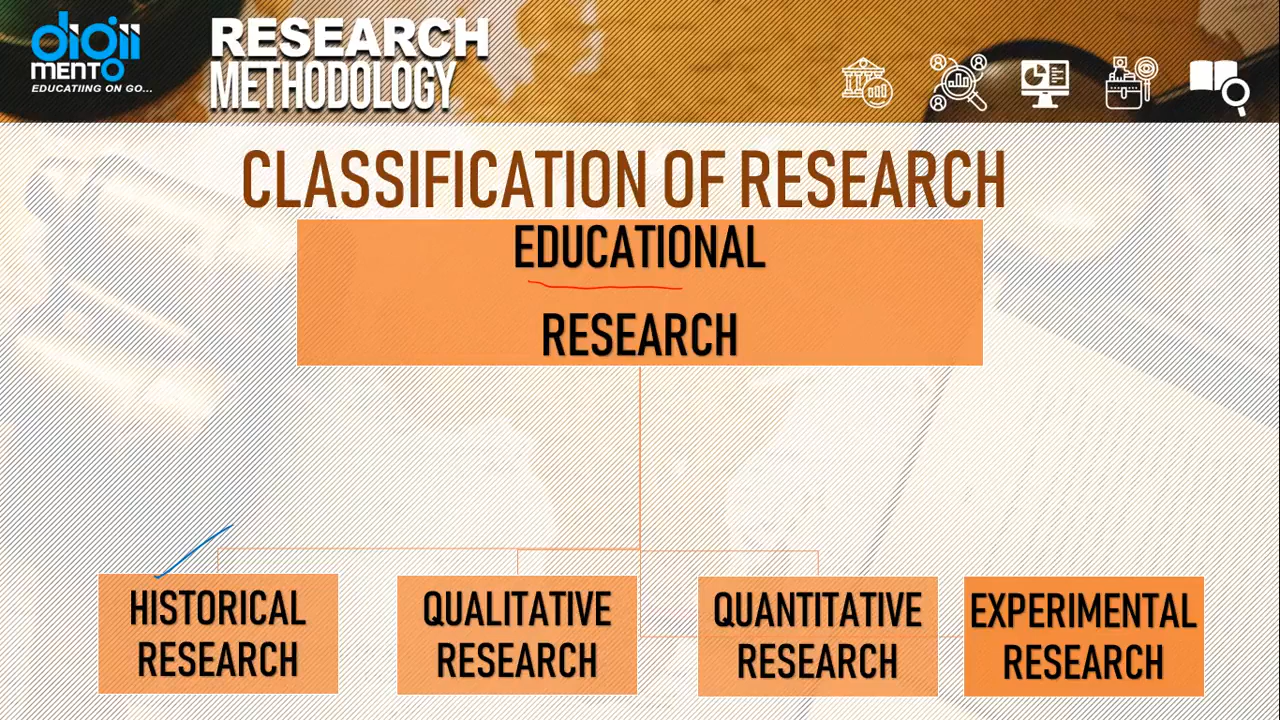 digii
MENTO
EDUCATIING ON GO...
RESEARCH
METHODOLOGY
CLASSIFICATION OF RESEARCH
EDUCATIONAL
RESEARCH
HISTORICAL
RESEARCH
QUALITATIVE
RESEARCH
QUANTITATIVE
RESEARCH
EXPERIMENTAL
RESEARCH